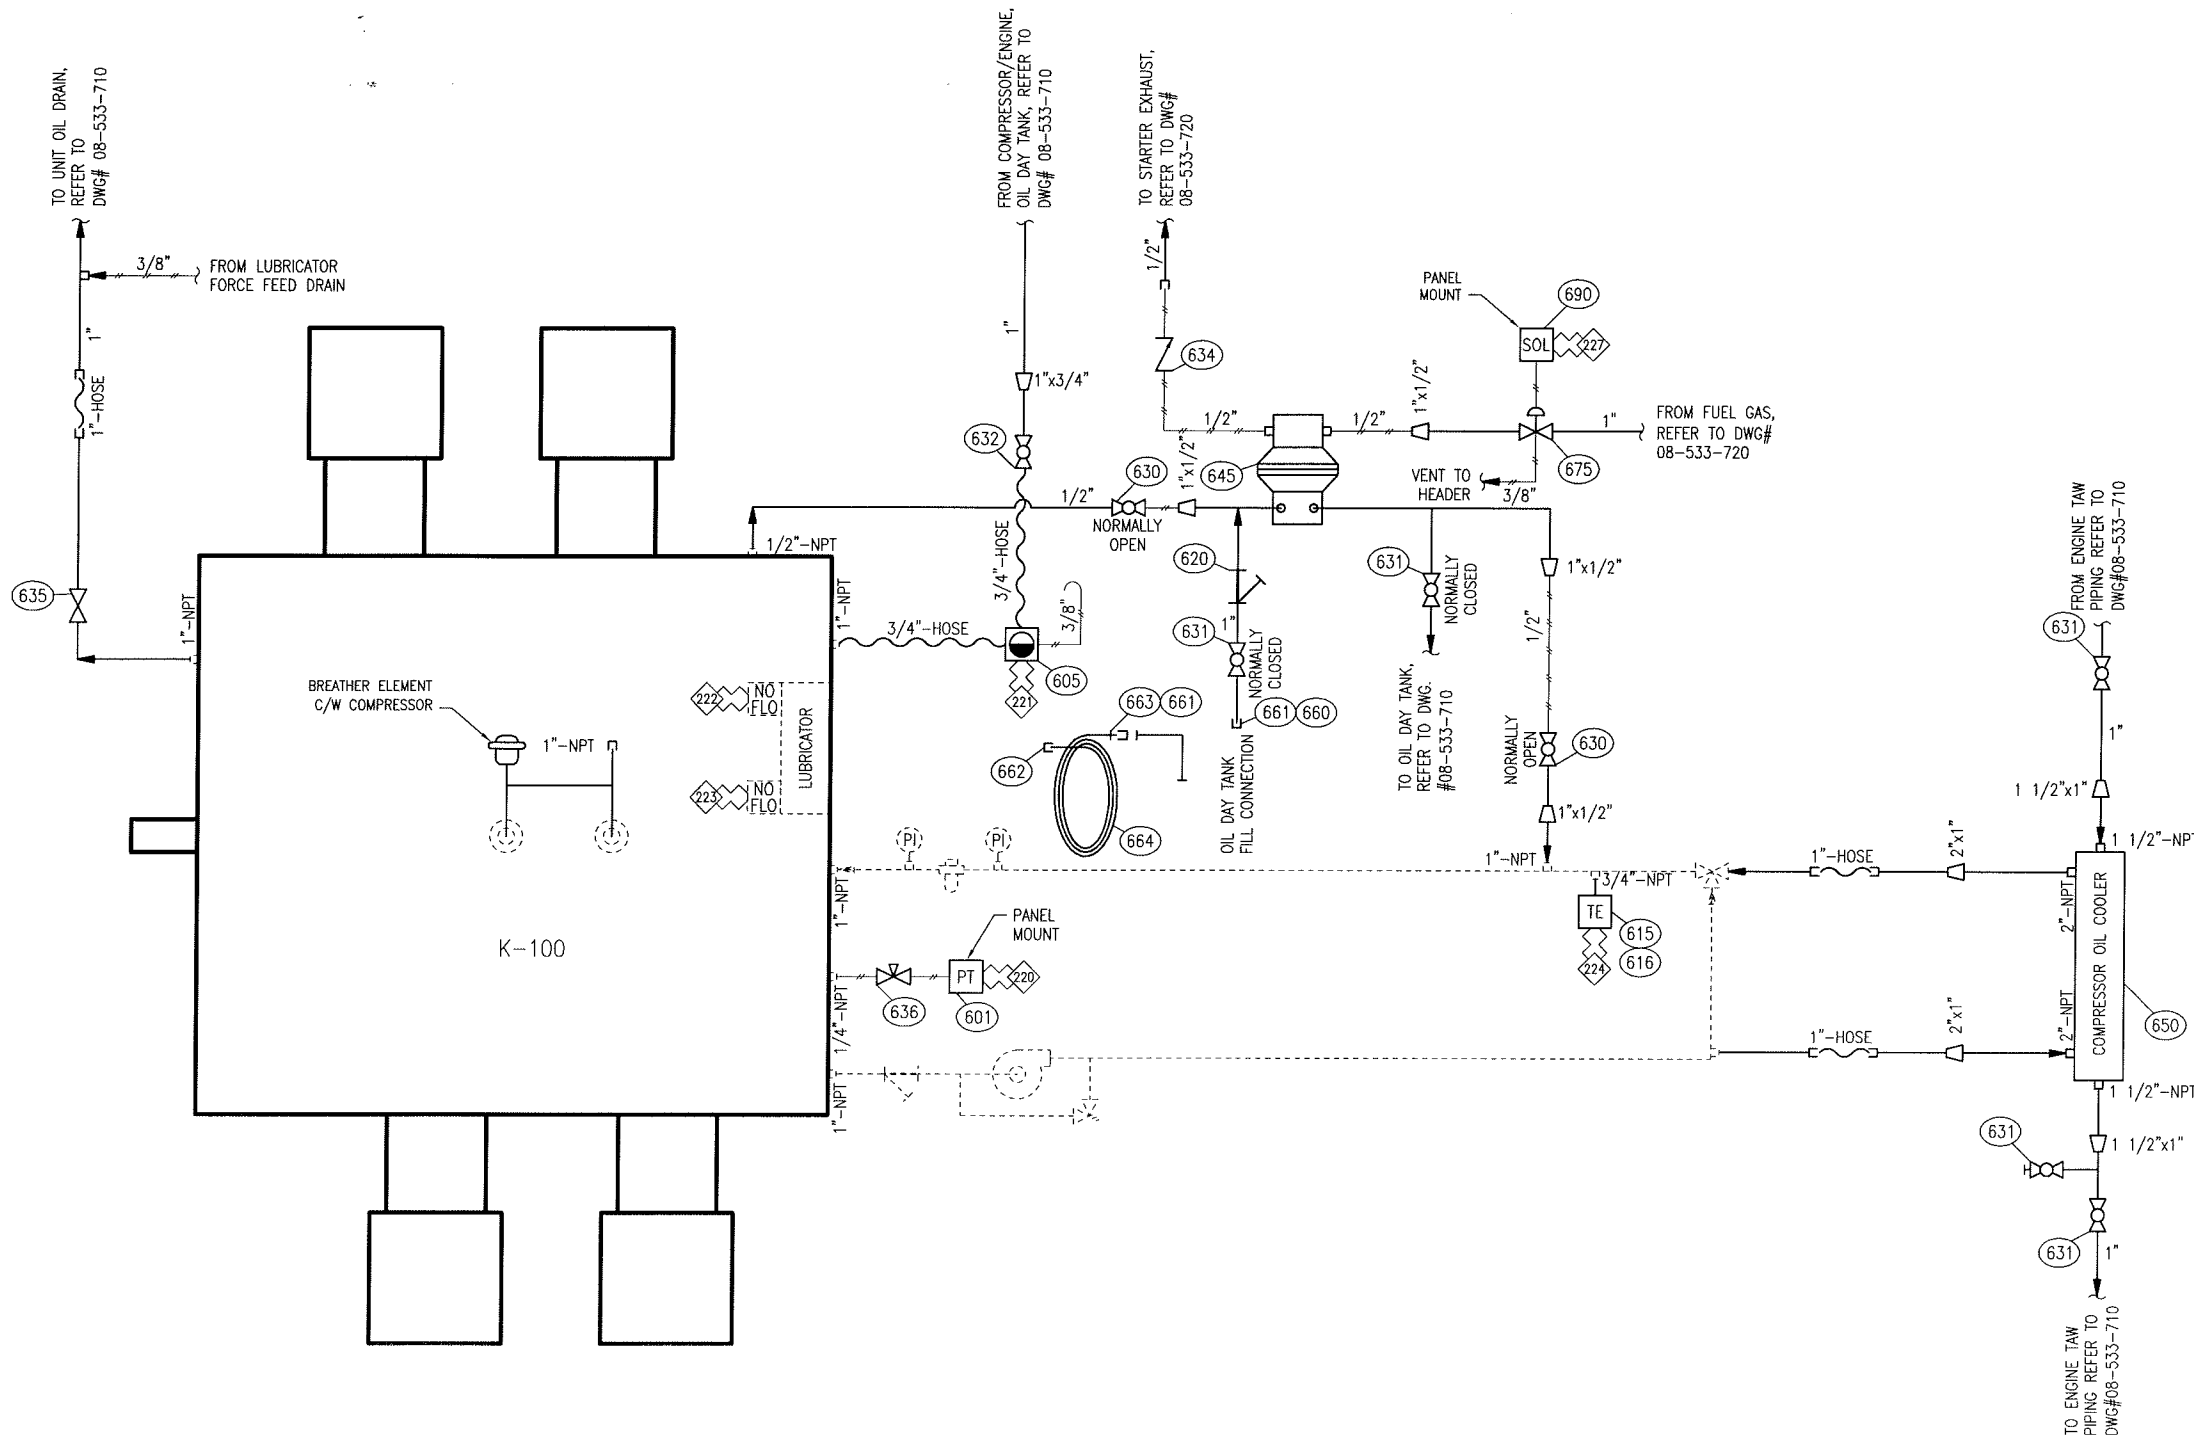 TO UNIT OIL DRAIN,
REFER TO
DWG# 08-533-710
3/8"
FROM LUBRICATOR
FORCE FEED DRAIN
1"
1"-HOSE
635
1"-NPT
FROM COMPRESSOR/ENGINE,
OIL DAY TANK, REFER TO
DWG# 08-533-710
1"
1"x3/4"
632
3/4"-HOSE
TO STARTER EXHAUST,
REFER TO DWG#
08-533-720
1/2"
634
1/2"
645
1/2"
1"x1/2"
PANEL
MOUNT
690
SOL
227
1"
FROM FUEL GAS,
REFER TO DWG#
08-533-720
675
VENT TO
HEADER
3/8"
1/2"
630
NORMALLY
OPEN
1"x1/2"
1/2"-NPT
1"-NPT
3/4"-HOSE
3/8"
605
221
620
1"
631
NORMALLY
CLOSED
661
660
OIL DAY TANK
FILL CONNECTION
631
NORMALLY
CLOSED
TO OIL DAY TANK,
REFER TO DWG.
#08-533-710
1"x1/2"
1/2"
NORMALLY
OPEN
630
1"x1/2"
663
661
662
664
BREATHER ELEMENT
C/W COMPRESSOR
1"-NPT
222
NO
FLO
LUBRICATOR
223
NO
FLO
K-100
PI
PI
1"-NPT
1"-NPT
3/4"-NPT
TE
615
616
224
PANEL
MOUNT
PT
220
636
601
1/4"-NPT
1"-NPT
1"-HOSE
2"x1"
2"-NPT
1"-HOSE
2"x1"
2"-NPT
COMPRESSOR OIL COOLER
650
FROM ENGINE TAW
PIPING REFER TO
DWG#08-533-710
631
1"
1 1/2"x1"
1 1/2"-NPT
1 1/2"-NPT
1 1/2"x1"
631
631
1"
TO ENGINE TAW
PIPING REFER TO
DWG#08-533-710